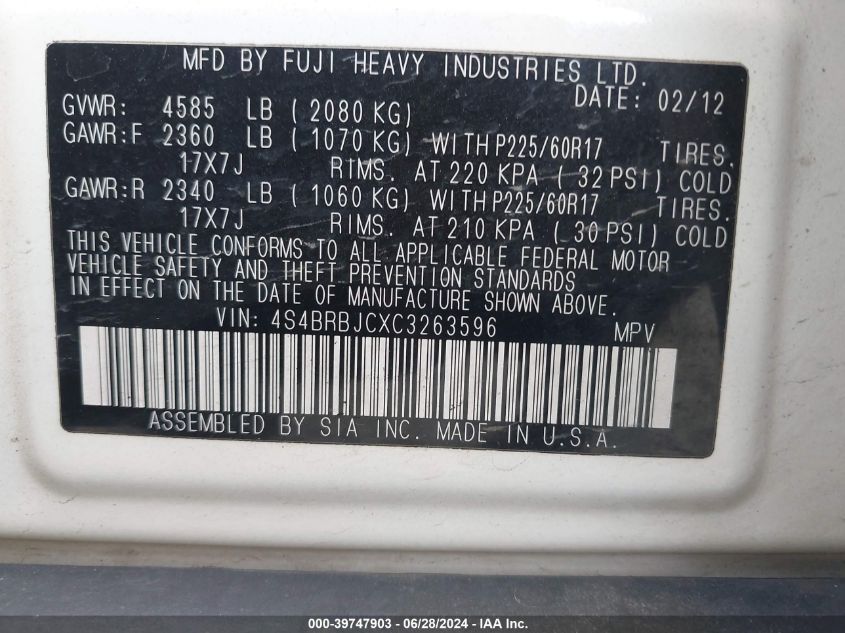 MFD BY FUJI HEAVY INDUSTRIES LTD.
DATE: 02/12
GVWR: 4585 LB ( 2080 KG)
GAWR:F 2360 LB ( 1070 KG) WITH P225/60R17 TIRES.
17X7J RIMS. AT 220 KPA ( 32 PSI) COLD
GAWR:R 2340 LB ( 1060 KG) WITH P225/60R17 TIRES.
17X7J RIMS. AT 210 KPA ( 30 PSI) COLD
THIS VEHICLE CONFORMS TO ALL APPLICABLE FEDERAL MOTOR
VEHICLE SAFETY AND THEFT PREVENTION STANDARDS
IN EFFECT ON THE DATE OF MANUFACTURE SHOWN ABOVE.
VIN: 4S4BRBJCXC3263596 MPV
ASSEMBLED BY SIA INC. MADE IN U.S.A.
000-39747903 - 06/28/2024 - IAA Inc.